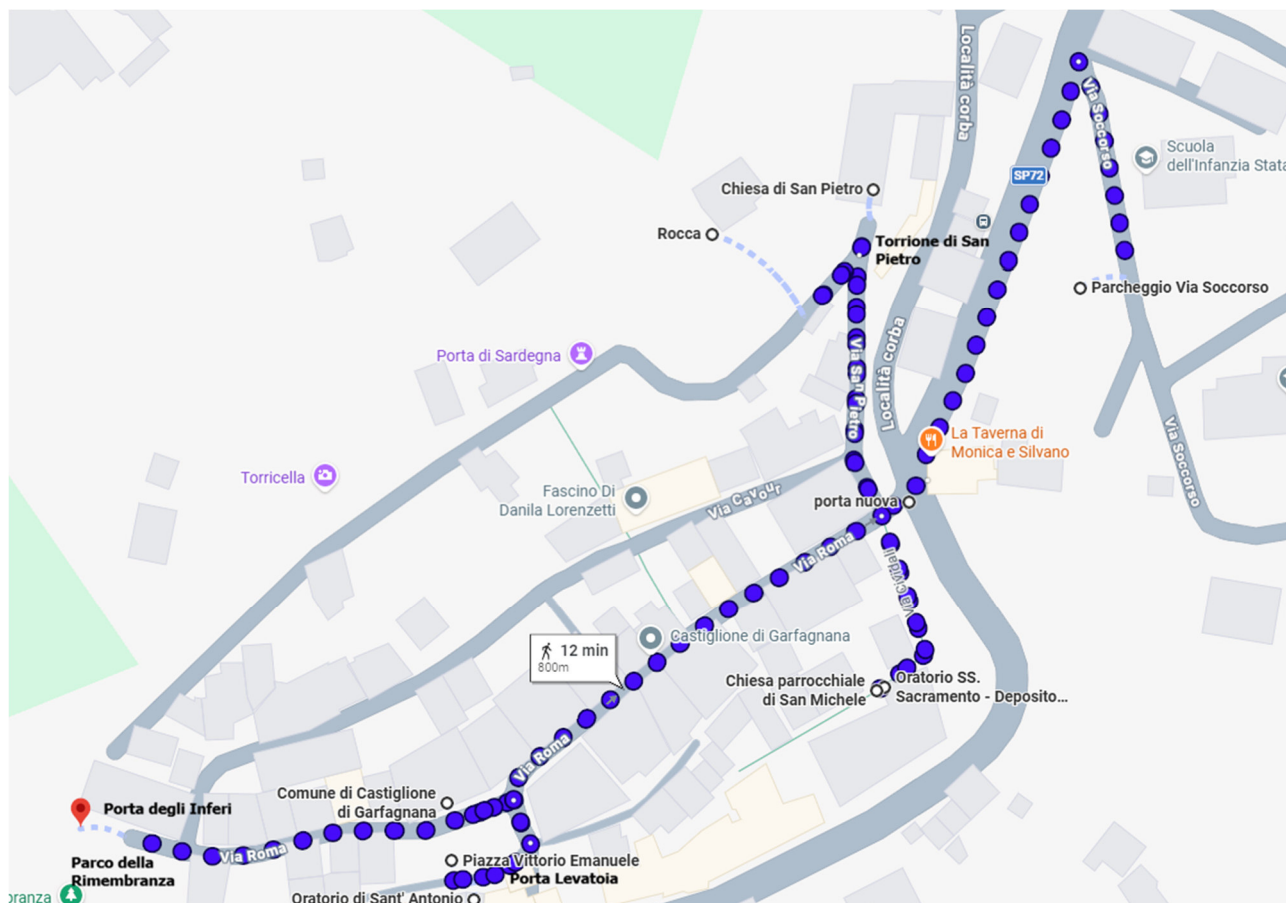 Località corba
Via Soccorso
Scuola
dell'Infanzia Stata
SP72
Chiesa di San Pietro
Rocca
Torrione di San
Pietro
Parcheggio Via Soccorso
Località corba
Porta di Sardegna
Via San Pietro
La Taverna di
Monica e Silvano
Via Soccorso
Torricella
Fascino Di
Danila Lorenzetti
Via Cavour
porta nuova
Via Roma
Via Cividali
Castiglione di Garfagnana
12 min
800m
Chiesa parrocchiale
di San Michele
Oratorio SS.
Sacramento - Deposito...
Via Roma
Comune di Castiglione
di Garfagnana
Porta degli Inferi
Via Roma
Parco della
Rimembranza
Piazza Vittorio Emanuele
Porta Levatoia
Oratorio di Sant' Antonio
oranza